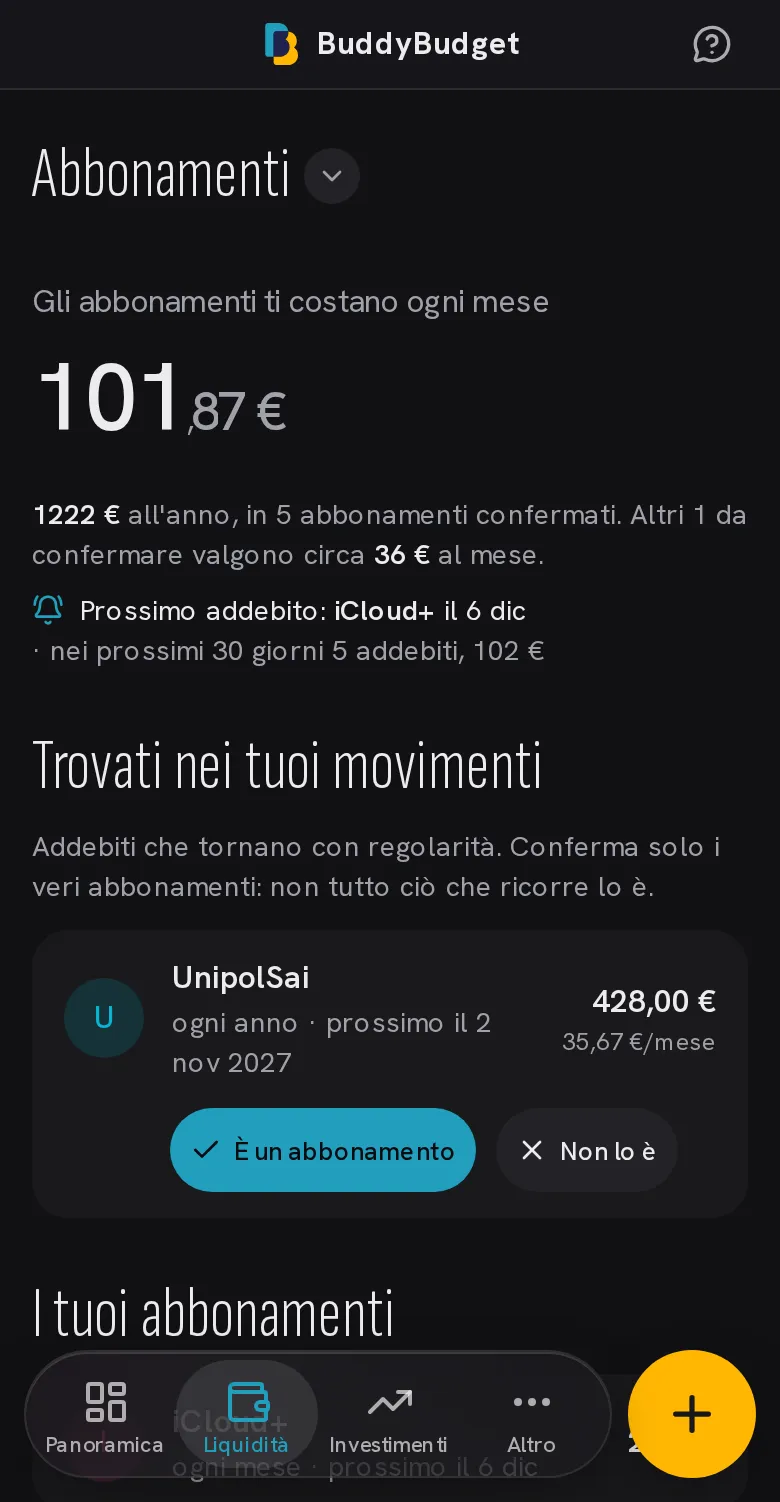 BuddyBudget
Abbonamenti
Gli abbonamenti ti costano ogni mese
101,87 €
1222 € all'anno, in 5 abbonamenti confermati. Altri 1 da
confermare valgono circa 36 € al mese.
Prossimo addebito: iCloud+ il 6 dic
· nei prossimi 30 giorni 5 addebiti, 102 €
Trovati nei tuoi movimenti
Addebiti che tornano con regolarità. Conferma solo i
veri abbonamenti: non tutto ciò che ricorre lo è.
U
UnipolSai
428,00 €
ogni anno · prossimo il 2
nov 2027
35,67 €/mese
È un abbonamento
Non lo è
I tuoi abbonamenti
iCloud+
Panoramica
Liquidità
Investimenti
Altro
ogni mese · prossimo il 6 dic